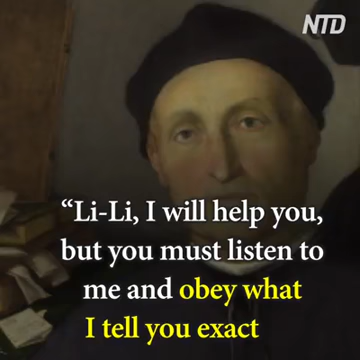 NTD
“Li-Li, I will help you,
but you must listen to
me and obey what
I tell you exact